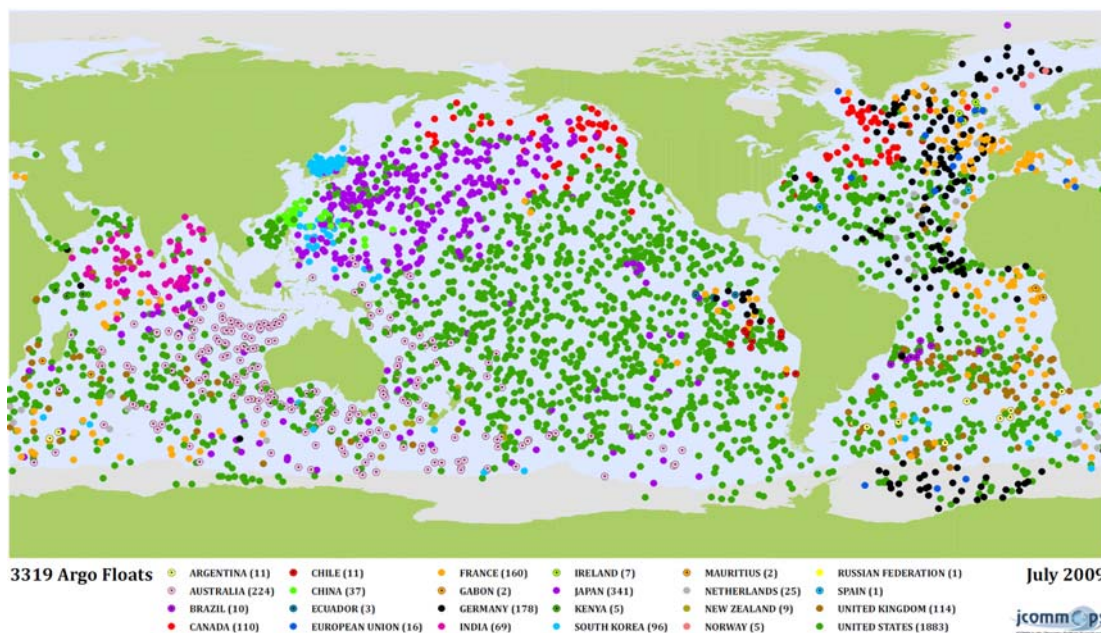 3319 Argo Floats
July 2009
ARGENTINA (11) CHILE (11) FRANCE (160) IRELAND (7) MAURITIUS (2) RUSSIAN FEDERATION (1)
AUSTRALIA (224) CHINA (37) GABON (2) JAPAN (341) NETHERLANDS (25) SPAIN (1)
BRAZIL (10) ECUADOR (3) GERMANY (178) KENYA (5) NEW ZEALAND (9) UNITED KINGDOM (114)
CANADA (110) EUROPEAN UNION (16) INDIA (69) SOUTH KOREA (96) NORWAY (5) UNITED STATES (1883)
jcommops